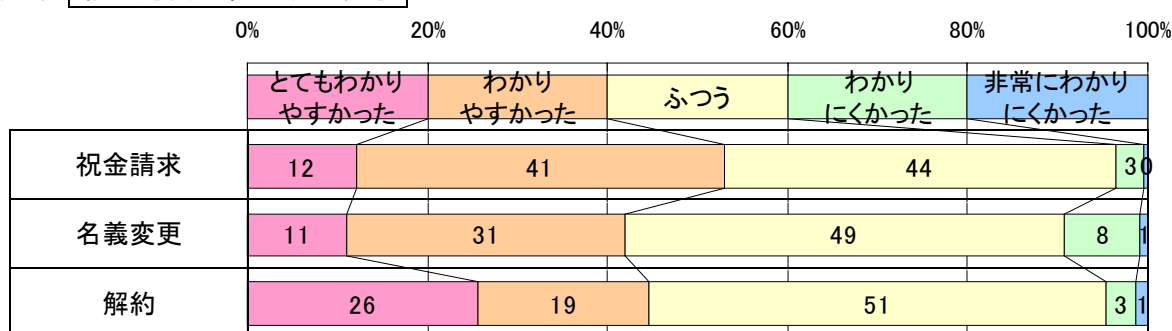 0% 20% 40% 60% 80% 100%
とてもわかり わかり ふつう わかり 非常にわかり
やすかった やすかった にくかった にくかった
祝金請求 12 41 44 3 0
名義変更 11 31 49 8 1
解約 26 19 51 3 1